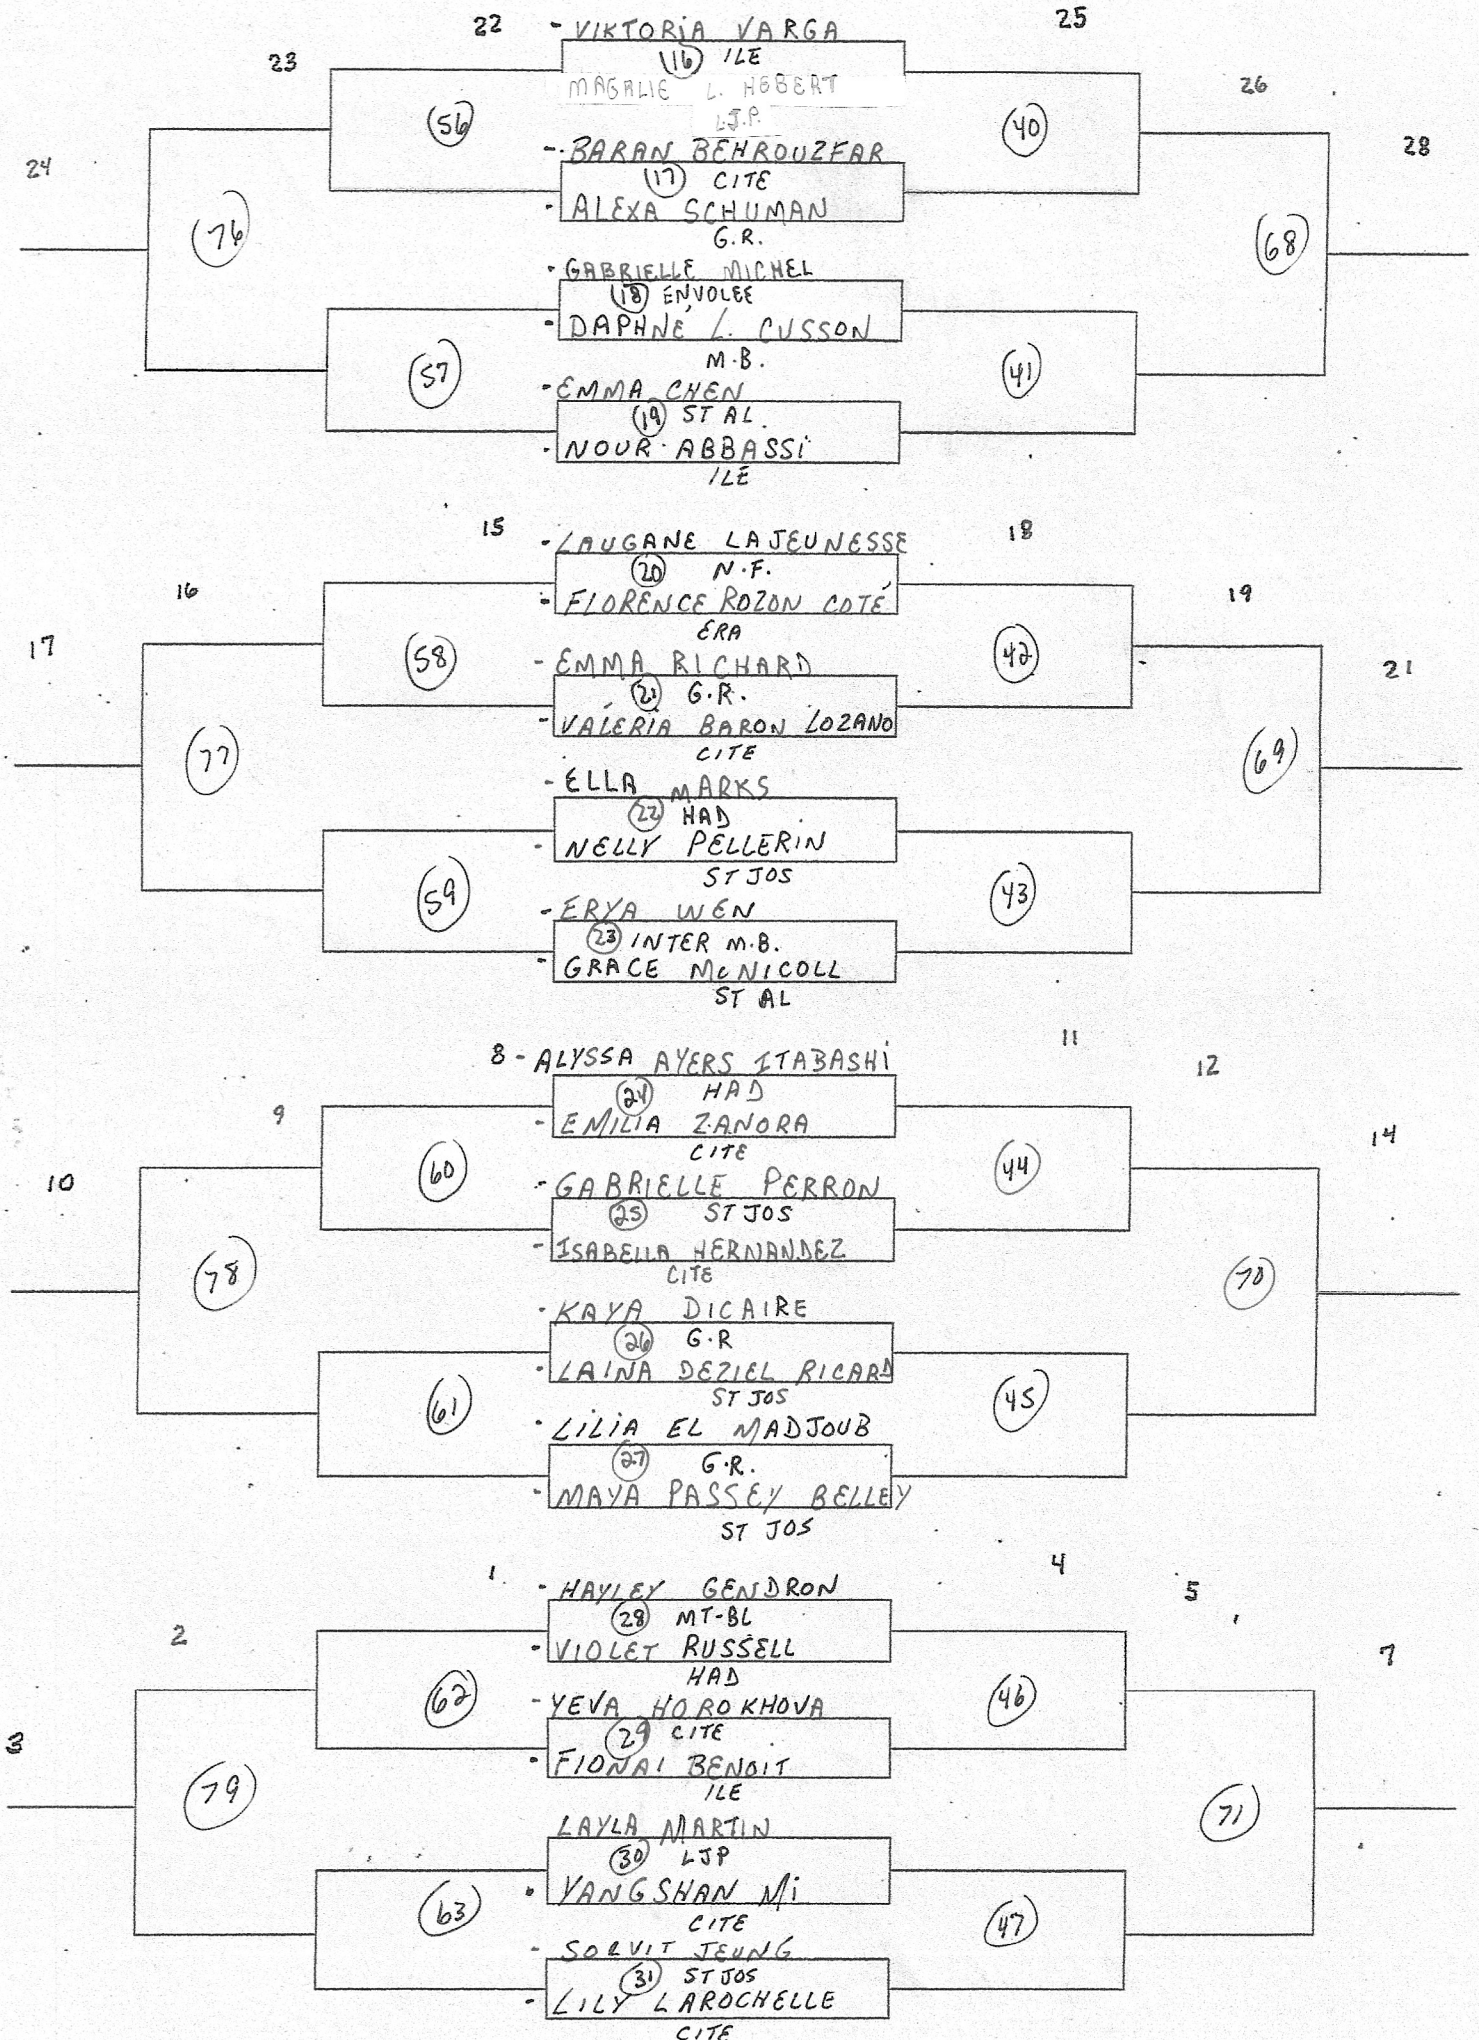 22 - VIKTORIA VARGA 25
23 (16) ILE
MAGALIE L. HEBERT 26
L.J.P.
(56) (40)
- BARAN BEHROUZFAR 28
24 (17) CITE
- ALEXA SCHUMAN
(76) G.R. (68)
- GABRIELLE MICHEL
(18) ENVOLEE
- DAPHNÉ L. CUSSON
M.B.
(57) (41)
- EMMA CHEN
(19) ST AL.
- NOUR ABBASSI
ILE
15 - LAUGANE LAJEUNESSE 18
(20) N.F.
16 - FLORENCE ROZON COTÉ 19
ERA
17 (58) - EMMA RICHARD (42) 21
(21) G.R.
- VALERIA BARON LOZANO
CITE
(77) (69)
- ELLA MARKS
(22) HAD
- NELLY PELLERIN
ST JOS
(59) (43)
- ERYA WEN
(23) INTER M.B.
- GRACE McNICOLL
ST AL
8 - ALYSSA AYERS ITABASHI 11
(24) HAD 12
9 - EMILIA ZANORA 14
CITE
10 (60) - GABRIELLE PERRON (44)
(25) ST JOS
- ISABELLA HERNANDEZ
CITE
(78) (70)
- KAYA DICAIRE
(26) G.R
- LAINA DEZIEL RICARD
ST JOS
(61) (45)
- LILIA EL MADJOUB
(27) G.R.
- MAYA PASSEY BELLEY
ST JOS
1 - HAYLEY GENDRON 4
(28) MT-BL 5
2 - VIOLET RUSSELL 7
HAD
(62) - YEVA HOROKHOVA (46)
3 (29) CITE
- FIONAI BENOIT
ILE
(79) (71)
LAYLA MARTIN
(30) LJP
- YANGSHAN Mi
CITE
(63) (47)
- SORVIT JEUNG
(31) ST JOS
- LILY LAROCHELLE
CITE